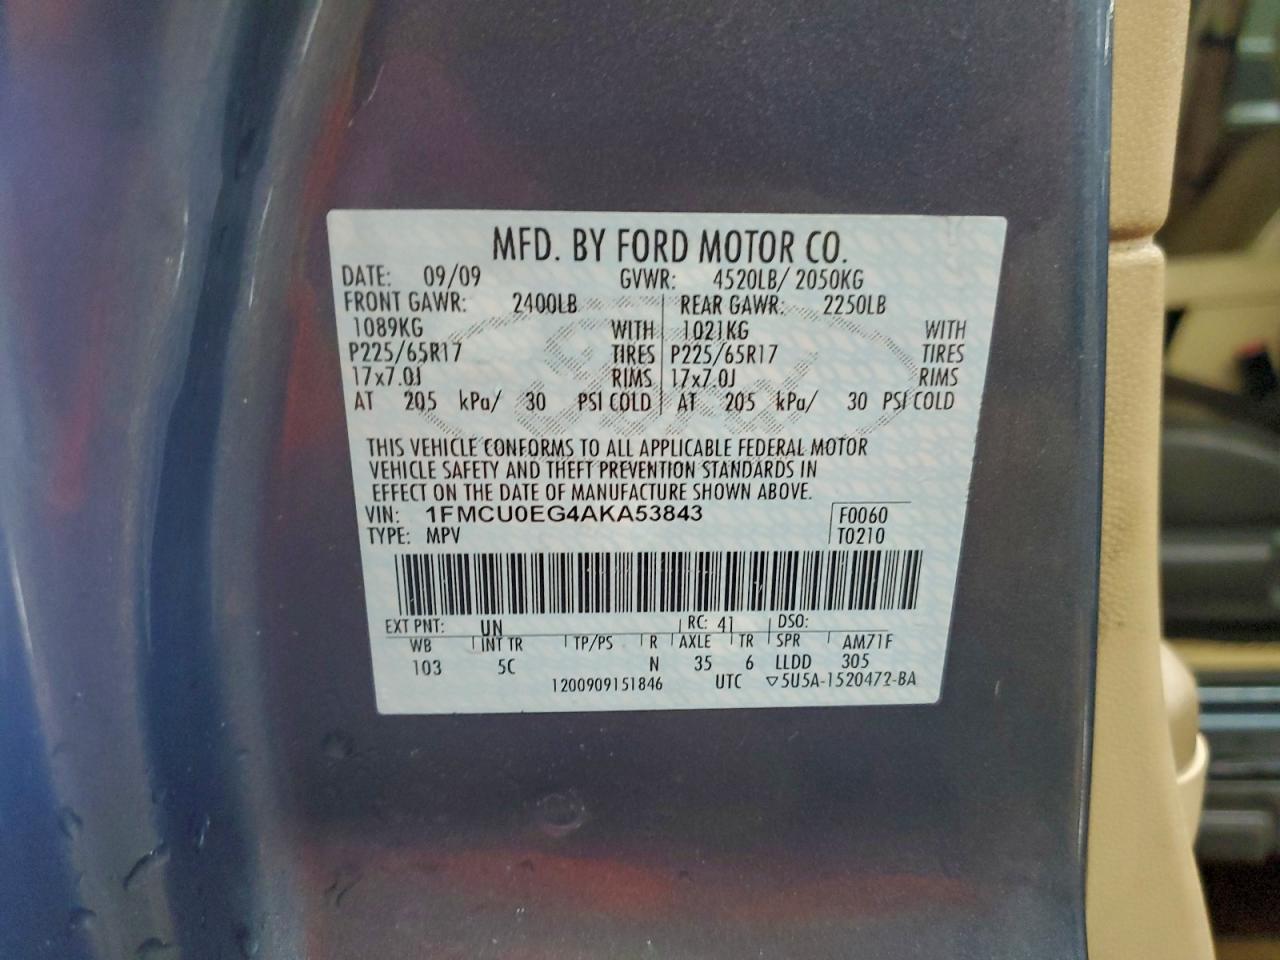 MFD. BY FORD MOTOR CO.
DATE: 09/09 GVWR: 4520LB/ 2050KG
FRONT GAWR: 2400LB REAR GAWR: 2250LB
1089KG WITH 1021KG WITH
P225/65R17 TIRES P225/65R17 TIRES
17x7.0J RIMS 17x7.0J RIMS
AT 205 kPa/ 30 PSI COLD AT 205 kPa/ 30 PSI COLD
Ford
THIS VEHICLE CONFORMS TO ALL APPLICABLE FEDERAL MOTOR
VEHICLE SAFETY AND THEFT PREVENTION STANDARDS IN
EFFECT ON THE DATE OF MANUFACTURE SHOWN ABOVE.
VIN: 1FMCU0EG4AKA53843 F0060
TYPE: MPV T0210
EXT PNT: UN RC: 41 DSO:
WB INT TR TP/PS R AXLE TR SPR AM71F
103 5C N 35 6 LLDD 305
1200909151846 UTC ▽5U5A-1520472-BA